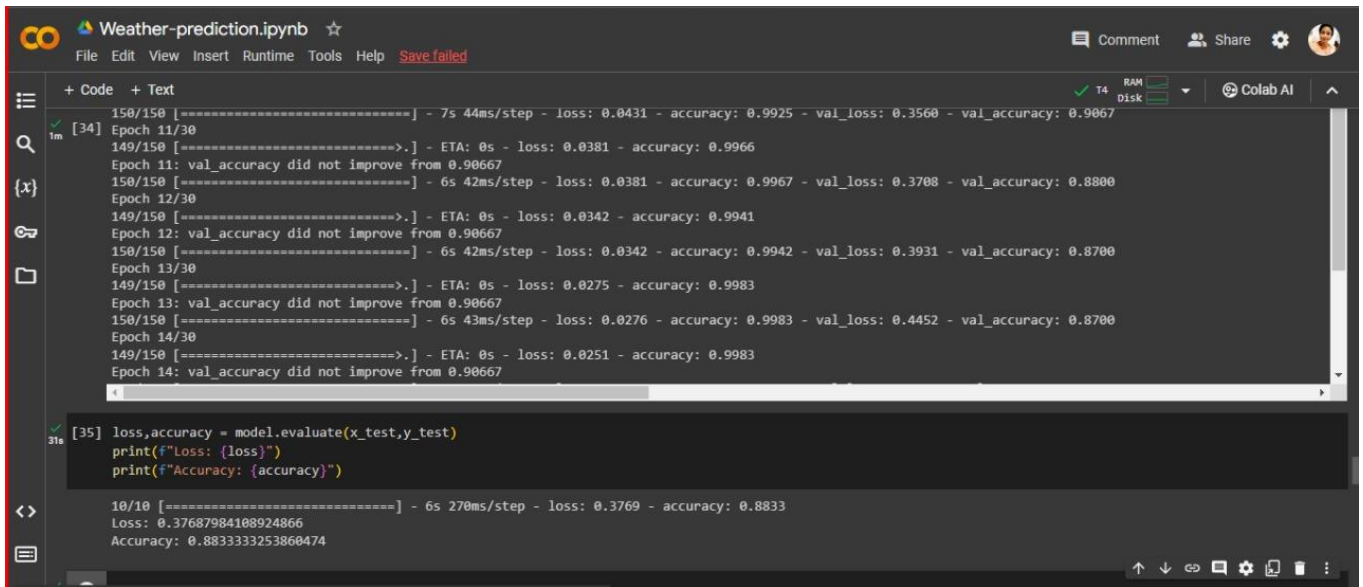 Weather-prediction.ipynb
Comment
Share
File Edit View Insert Runtime Tools Help Save failed
+ Code + Text
T4
RAM
Disk
Colab AI
150/150 [==============================] - 7s 44ms/step - loss: 0.0431 - accuracy: 0.9925 - val_loss: 0.3560 - val_accuracy: 0.9067
1m
[34] Epoch 11/30
149/150 [============================>.] - ETA: 0s - loss: 0.0381 - accuracy: 0.9966
Epoch 11: val_accuracy did not improve from 0.90667
150/150 [==============================] - 6s 42ms/step - loss: 0.0381 - accuracy: 0.9967 - val_loss: 0.3708 - val_accuracy: 0.8800
Epoch 12/30
149/150 [============================>.] - ETA: 0s - loss: 0.0342 - accuracy: 0.9941
Epoch 12: val_accuracy did not improve from 0.90667
150/150 [==============================] - 6s 42ms/step - loss: 0.0342 - accuracy: 0.9942 - val_loss: 0.3931 - val_accuracy: 0.8700
Epoch 13/30
149/150 [============================>.] - ETA: 0s - loss: 0.0275 - accuracy: 0.9983
Epoch 13: val_accuracy did not improve from 0.90667
150/150 [==============================] - 6s 43ms/step - loss: 0.0276 - accuracy: 0.9983 - val_loss: 0.4452 - val_accuracy: 0.8700
Epoch 14/30
149/150 [============================>.] - ETA: 0s - loss: 0.0251 - accuracy: 0.9983
Epoch 14: val_accuracy did not improve from 0.90667
31s
[35] loss,accuracy = model.evaluate(x_test,y_test)
print(f"Loss: {loss}")
print(f"Accuracy: {accuracy}")
10/10 [==============================] - 6s 270ms/step - loss: 0.3769 - accuracy: 0.8833
Loss: 0.37687984108924866
Accuracy: 0.8833333253860474